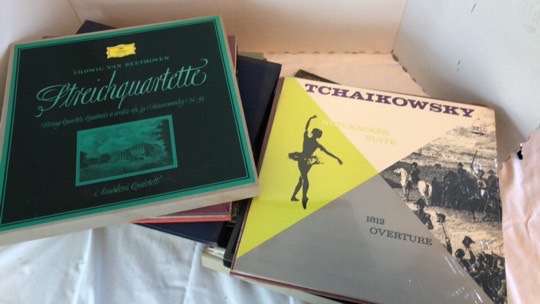 LUDWIG VAN BEETHOVEN
Streichquartette
Amadeus Quartett
TCHAIKOWSKY
NUTCRACKER
SUITE
1812
OVERTURE